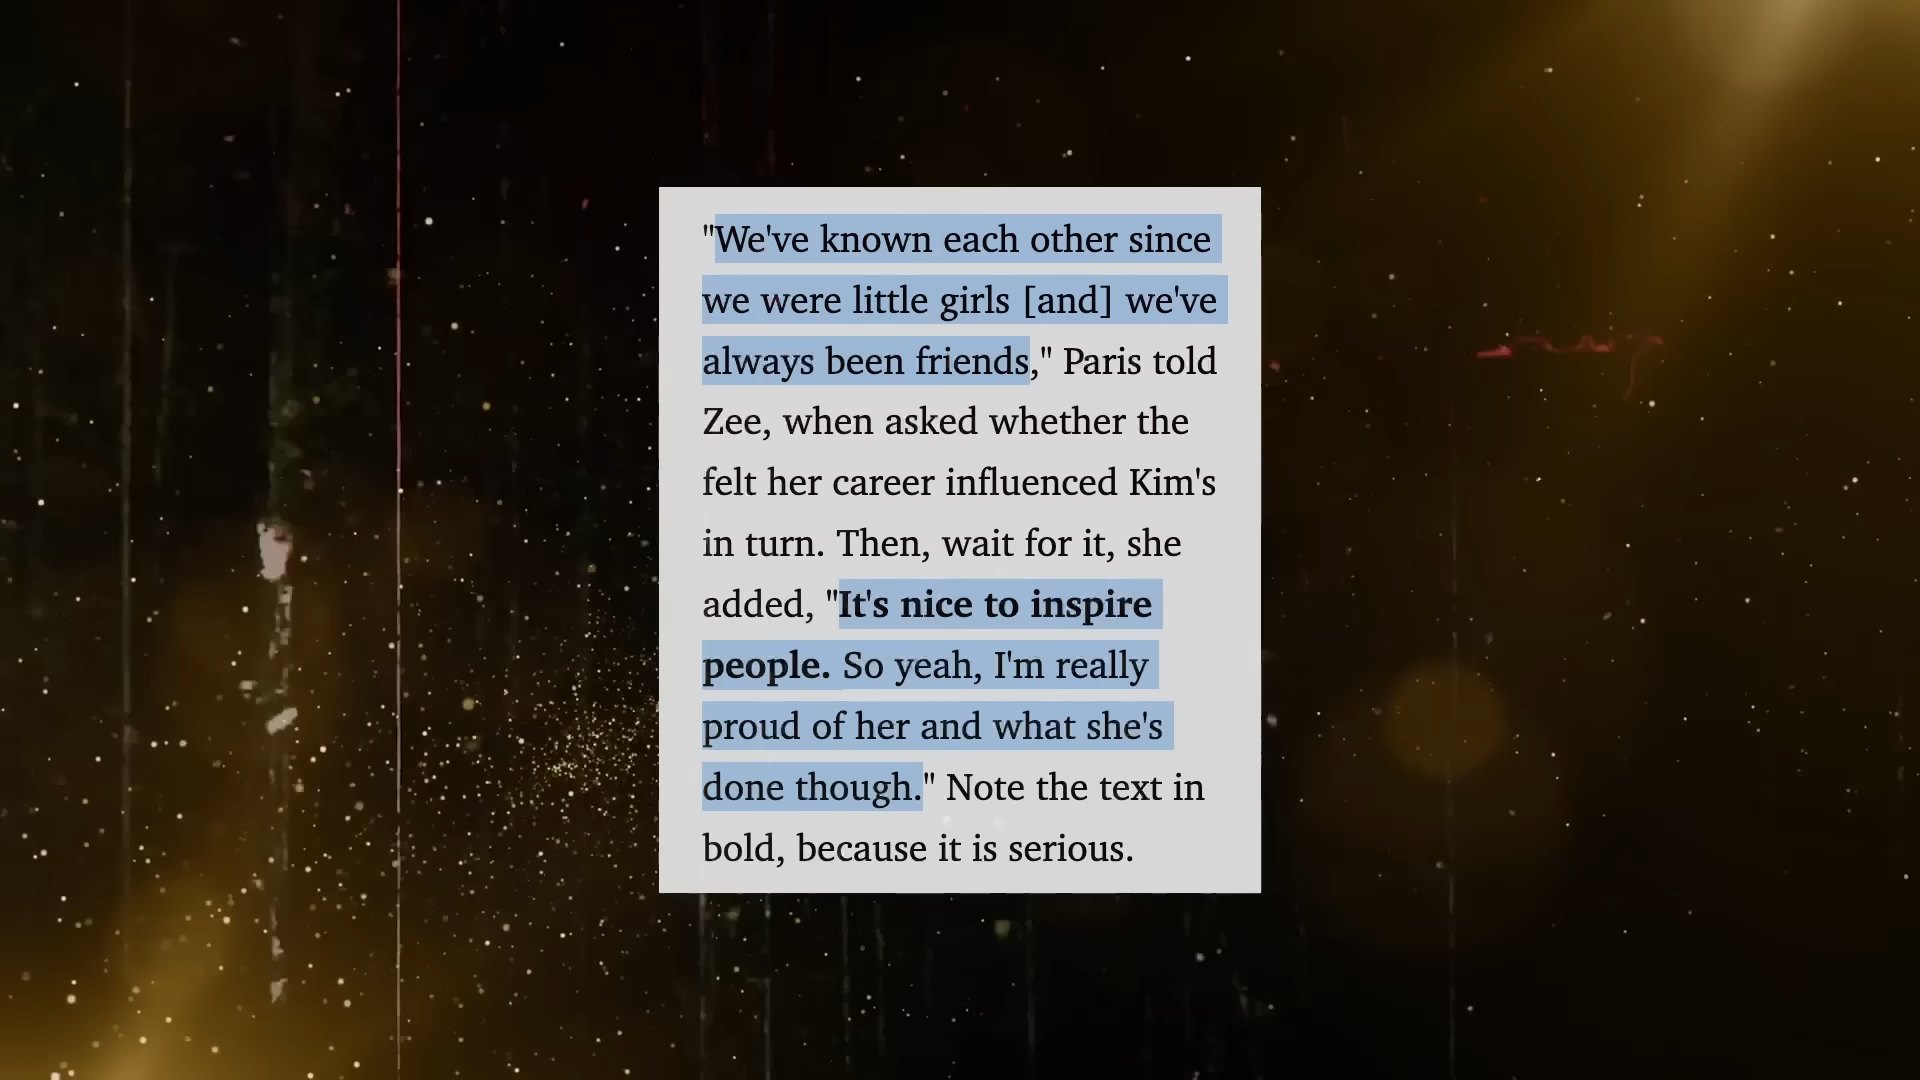 "We've known each other since
we were little girls [and] we've
always been friends," Paris told
Zee, when asked whether the
felt her career influenced Kim's
in turn. Then, wait for it, she
added, "It's nice to inspire
people. So yeah, I'm really
proud of her and what she's
done though." Note the text in
bold, because it is serious.